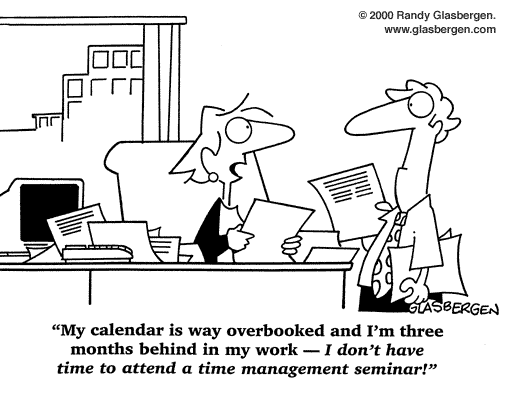 © 2000 Randy Glasbergen.
www.glasbergen.com
GLASBERGEN
“My calendar is way overbooked and I’m three
months behind in my work — I don’t have
time to attend a time management seminar!”